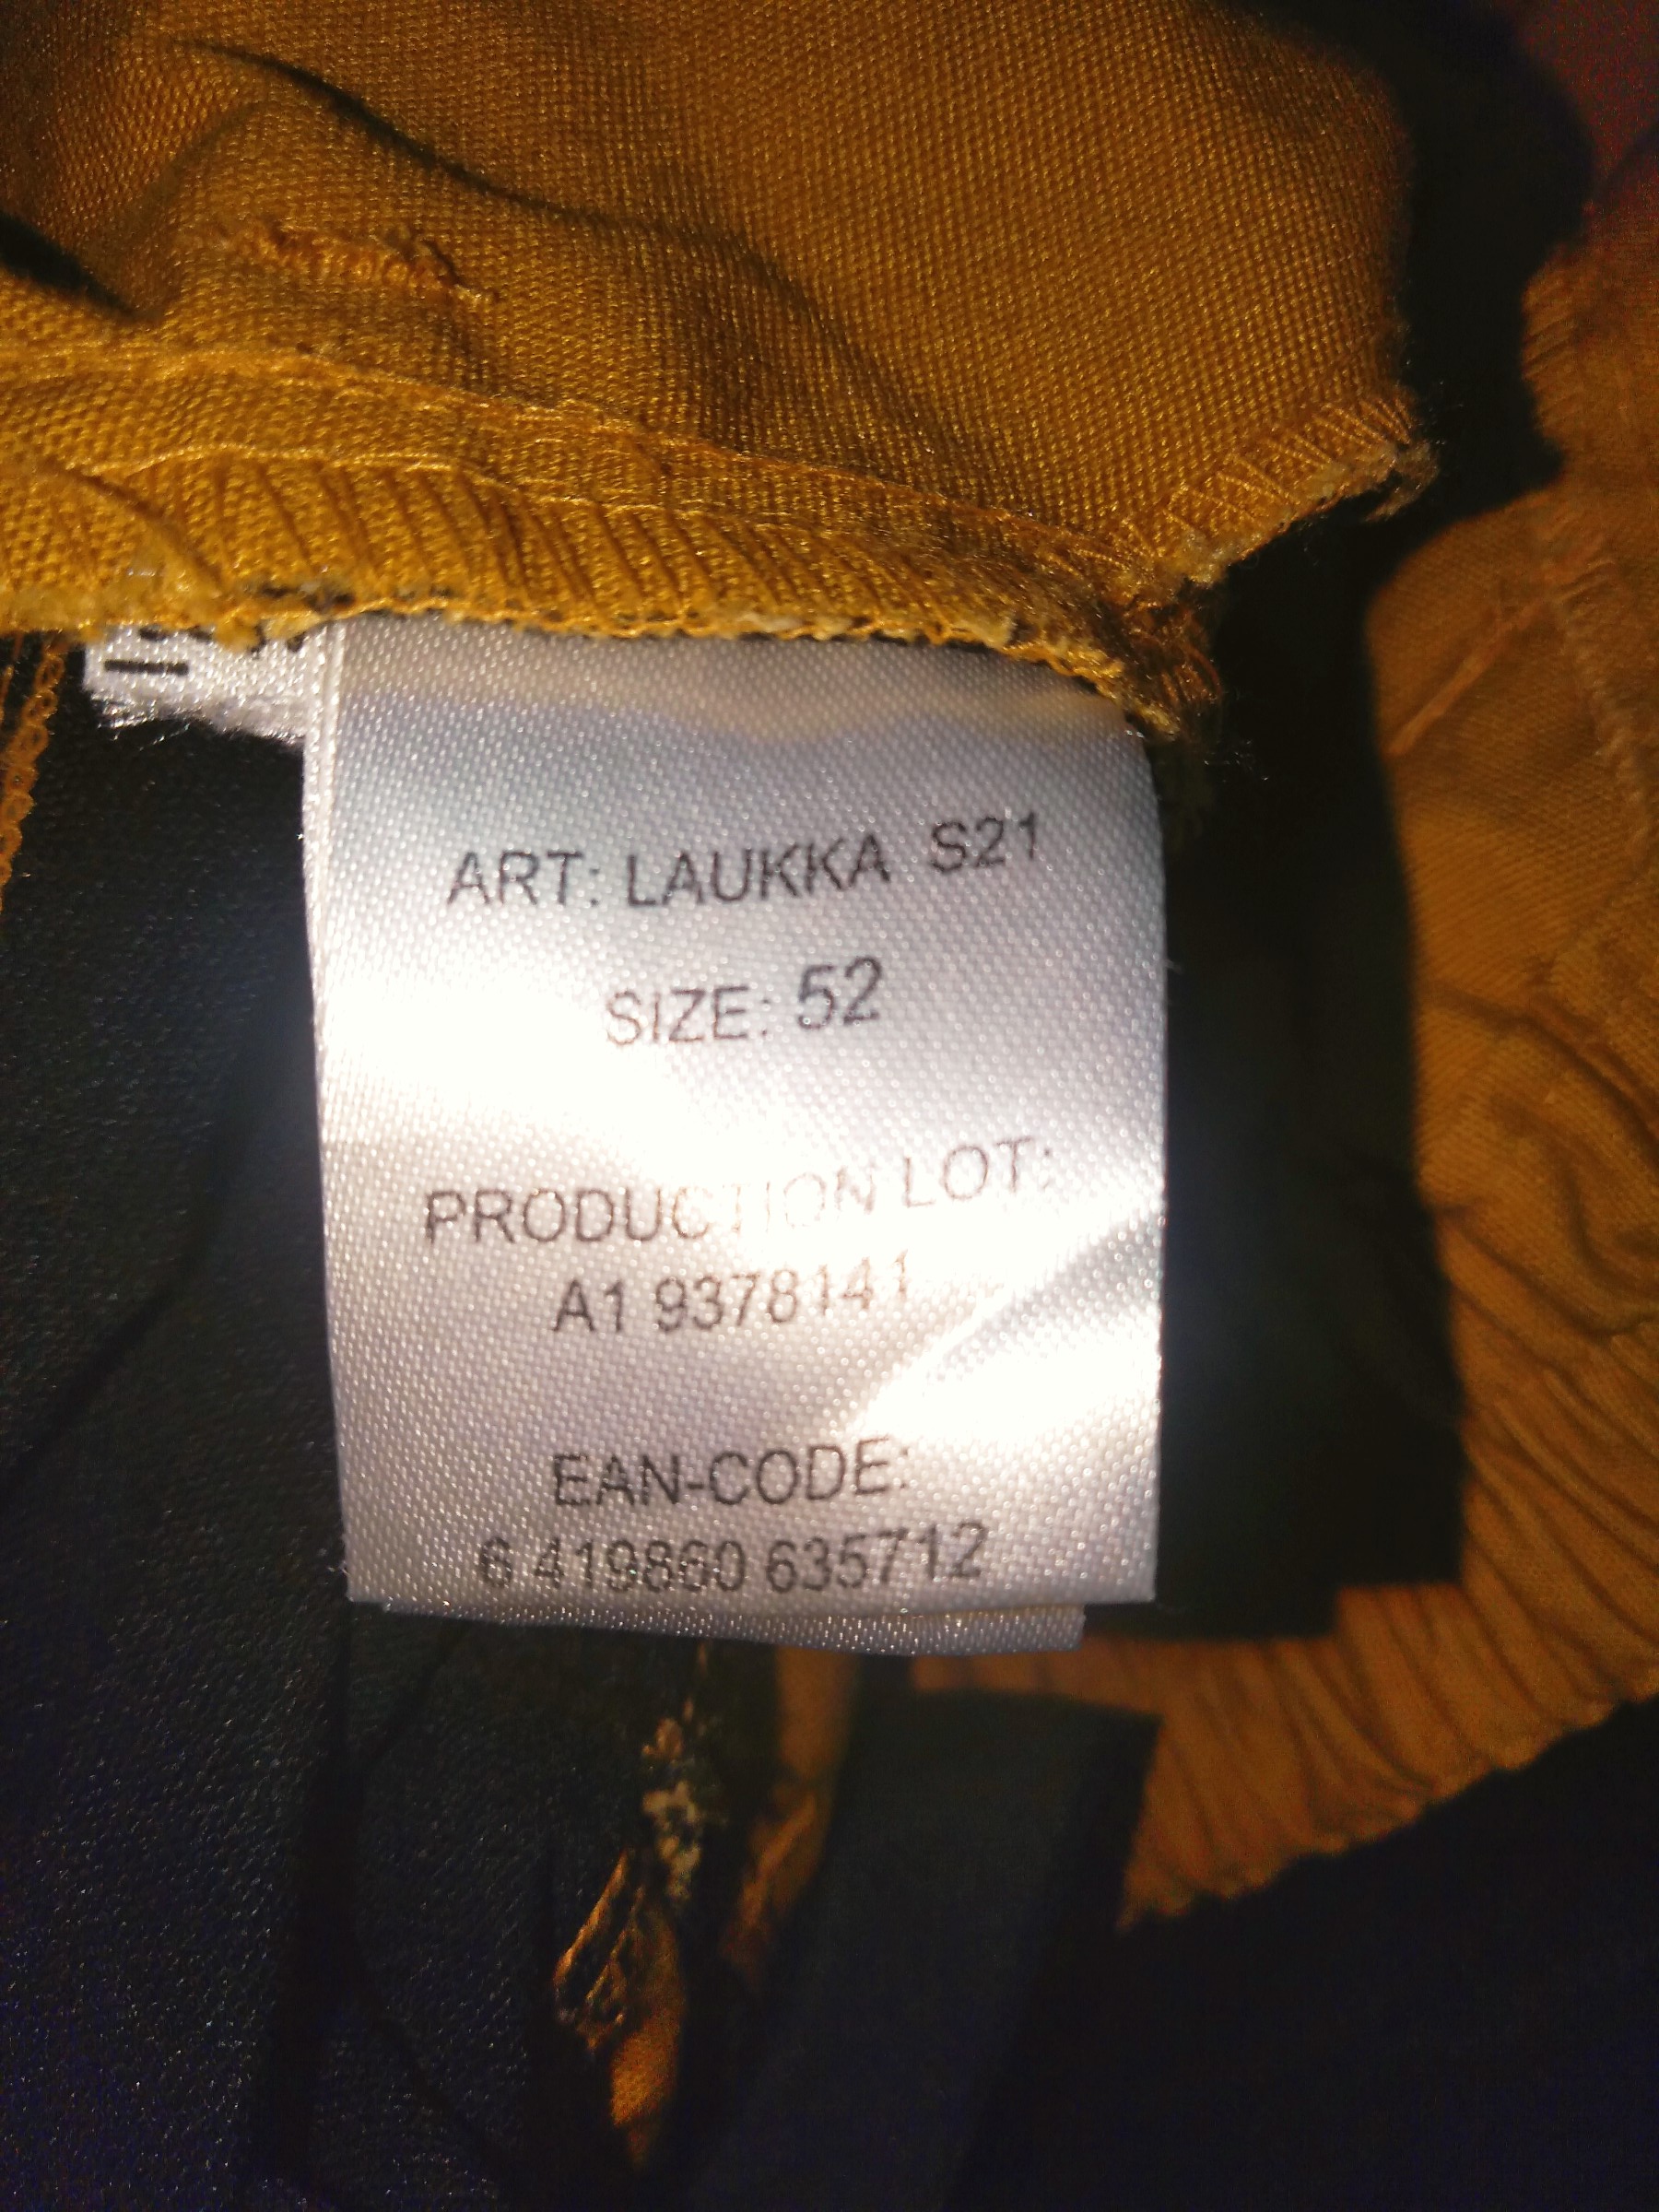 ART: LAUKKA S21
SIZE: 52
PRODUCTION LOT:
A1 9378141
EAN-CODE:
6 419860 635712